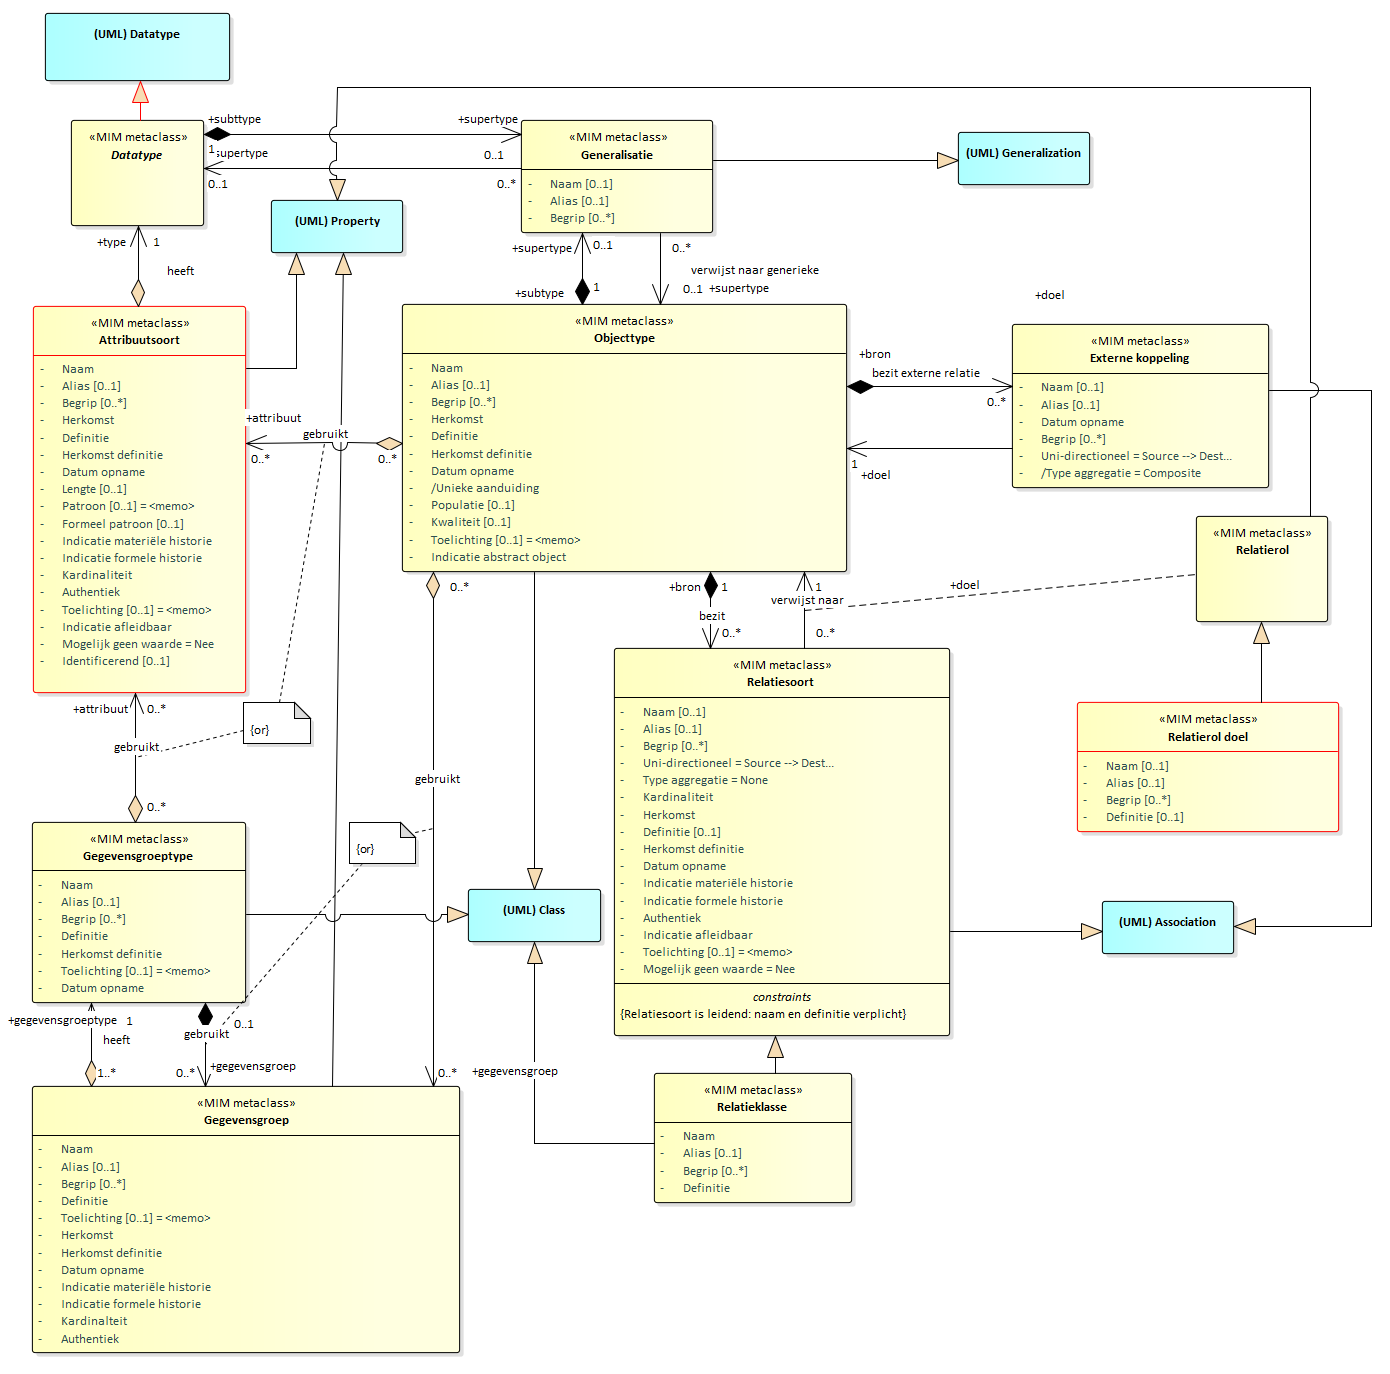 (UML) Datatype
«MIM metaclass»
Datatype
+subttype
1
+supertype
0..1
supertype
0..1
0..*
«MIM metaclass»
Generalisatie
- Naam [0..1]
- Alias [0..1]
- Begrip [0..*]
(UML) Generalization
(UML) Property
+type
1
heeft
+supertype
0..1
+subtype
1
0..*
verwijst naar generieke
0..1
+supertype
+doel
«MIM metaclass»
Attribuutsoort
- Naam
- Alias [0..1]
- Begrip [0..*]
- Herkomst
- Definitie
- Herkomst definitie
- Datum opname
- Lengte [0..1]
- Patroon [0..1] = <memo>
- Formeel patroon [0..1]
- Indicatie materiële historie
- Indicatie formele historie
- Kardinaliteit
- Authentiek
- Toelichting [0..1] = <memo>
- Indicatie afleidbaar
- Mogelijk geen waarde = Nee
- Identificerend [0..1]
+attribuut
gebruikt
0..*
0..*
«MIM metaclass»
Objecttype
- Naam
- Alias [0..1]
- Begrip [0..*]
- Herkomst
- Definitie
- Herkomst definitie
- Datum opname
- /Unieke aanduiding
- Populatie [0..1]
- Kwaliteit [0..1]
- Toelichting [0..1] = <memo>
- Indicatie abstract object
+bron
bezit externe relatie
0..*
1
+doel
«MIM metaclass»
Externe koppeling
- Naam [0..1]
- Alias [0..1]
- Datum opname
- Begrip [0..*]
- Uni-directioneel = Source --> Dest...
- /Type aggregatie = Composite
«MIM metaclass»
Relatierol
0..*
+bron
1
bezit
0..*
1
verwijst naar
0..*
+doel
«MIM metaclass»
Relatiesoort
- Naam [0..1]
- Alias [0..1]
- Begrip [0..*]
- Uni-directioneel = Source --> Dest...
- Type aggregatie = None
- Kardinaliteit
- Herkomst
- Definitie [0..1]
- Herkomst definitie
- Datum opname
- Indicatie materiële historie
- Indicatie formele historie
- Authentiek
- Indicatie afleidbaar
- Toelichting [0..1] = <memo>
- Mogelijk geen waarde = Nee
constraints
{Relatiesoort is leidend: naam en definitie verplicht}
«MIM metaclass»
Relatierol doel
- Naam [0..1]
- Alias [0..1]
- Begrip [0..*]
- Definitie [0..1]
+attribuut
0..*
{or}
gebruikt
0..*
gebruikt
{or}
«MIM metaclass»
Gegevensgroeptype
- Naam
- Alias [0..1]
- Begrip [0..*]
- Definitie
- Herkomst definitie
- Toelichting [0..1] = <memo>
- Datum opname
(UML) Class
(UML) Association
+gegevensgroeptype
1
heeft
1..*
0..1
gebruikt
0..*
+gegevensgroep
0..*
+gegevensgroep
«MIM metaclass»
Relatieklasse
- Naam
- Alias [0..1]
- Begrip [0..*]
- Definitie
«MIM metaclass»
Gegevensgroep
- Naam
- Alias [0..1]
- Begrip [0..*]
- Definitie
- Toelichting [0..1] = <memo>
- Herkomst
- Herkomst definitie
- Datum opname
- Indicatie materiële historie
- Indicatie formele historie
- Kardinalteit
- Authentiek